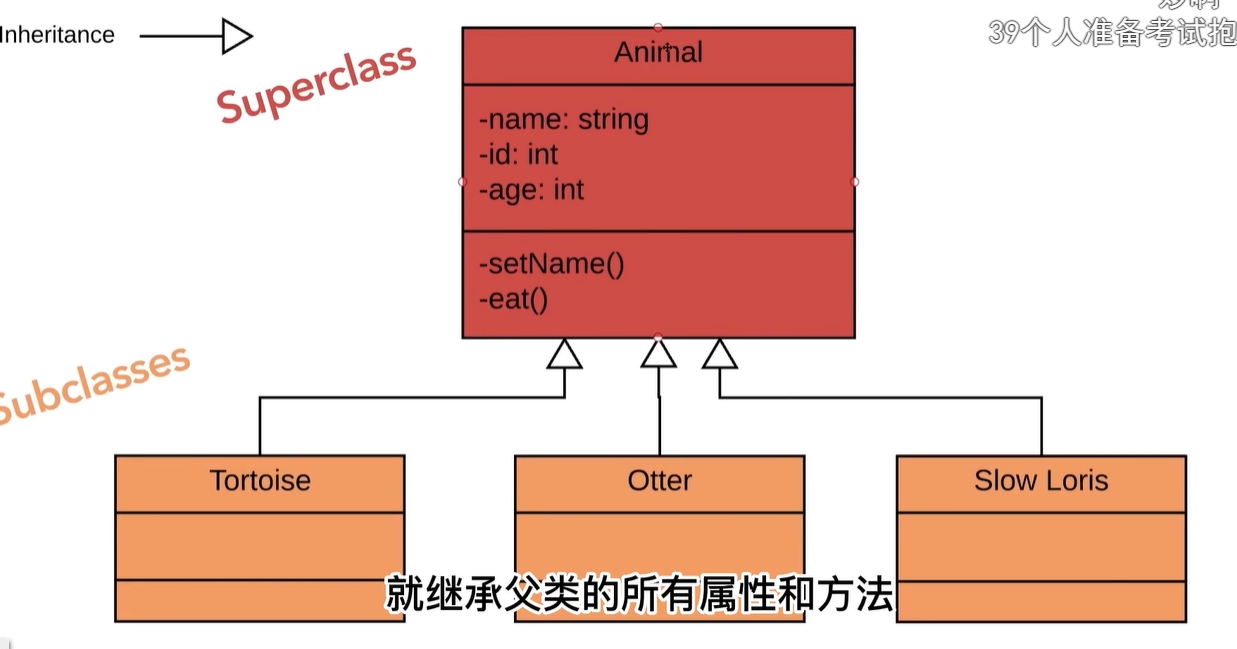 Inheritance
39个人准备考试抱
Superclass
Animal
-name: string
-id: int
-age: int
-setName()
-eat()
Subclasses
Tortoise
Otter
Slow Loris
就继承父类的所有属性和方法